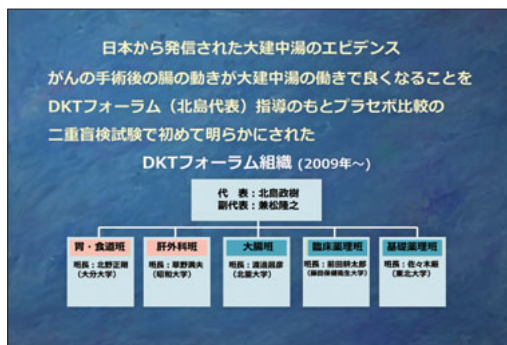 日本から発信された大建中湯のエビデンス
がんの手術後の腸の動きが大建中湯の働きで良くなることを
DKTフォーラム（北島代表）指導のもとプラセボ比較の
二重盲検試験で初めて明らかにされた
DKTフォーラム組織 (2009年〜)
代　表：北島政樹
副代表：兼松隆之
胃・食道班
班長：北野正剛
（大分大学）
肝外科班
班長：草野満夫
（昭和大学）
大腸班
班長：渡邉昌彦
（北里大学）
臨床薬理班
班長：前田耕太郎
（藤田保健衛生大学）
基礎薬理班
班長：佐々木巌
（東北大学）